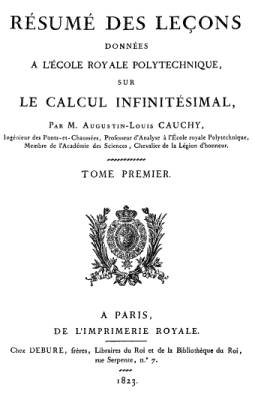 RÉSUMÉ DES LEÇONS
DONNÉES
A L'ÉCOLE ROYALE POLYTECHNIQUE,
SUR
LE CALCUL INFINITÉSIMAL,
PAR M. AUGUSTIN-LOUIS CAUCHY,
Ingénieur des Ponts-et-Chaussées, Professeur d'Analyse à l'École royale Polytechnique,
Membre de l'Académie des Sciences, Chevalier de la Légion d'honneur.
TOME PREMIER.
A PARIS,
DE L'IMPRIMERIE ROYALE.
Chez DEBURE, frères, Libraires du Roi et de la Bibliothèque du Roi,
rue Serpente, n.° 7.
1823.